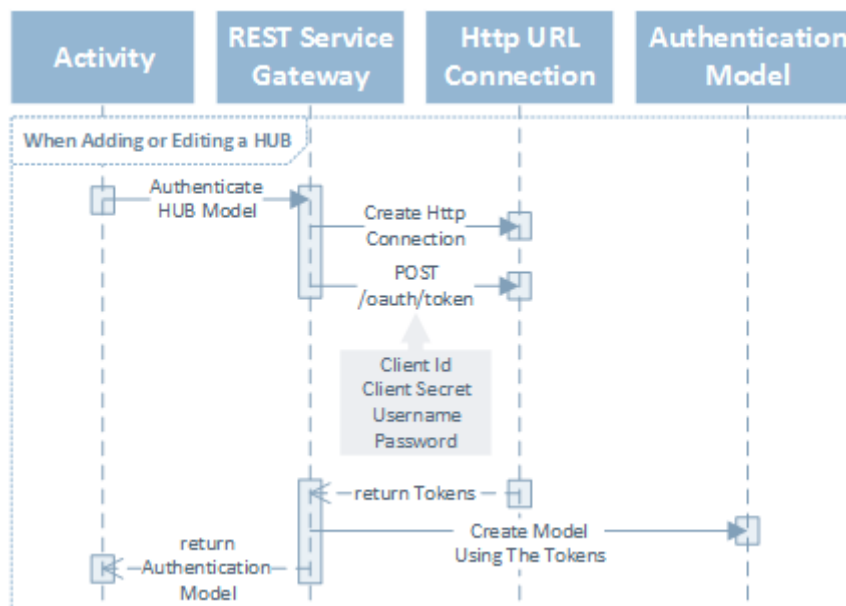 Activity
REST Service
Gateway
Http URL
Connection
Authentication
Model
When Adding or Editing a HUB
Authenticate
HUB Model
Create Http
Connection
POST
/oauth/token
Client Id
Client Secret
Username
Password
return Tokens
Create Model
Using The Tokens
return
Authentication
Model